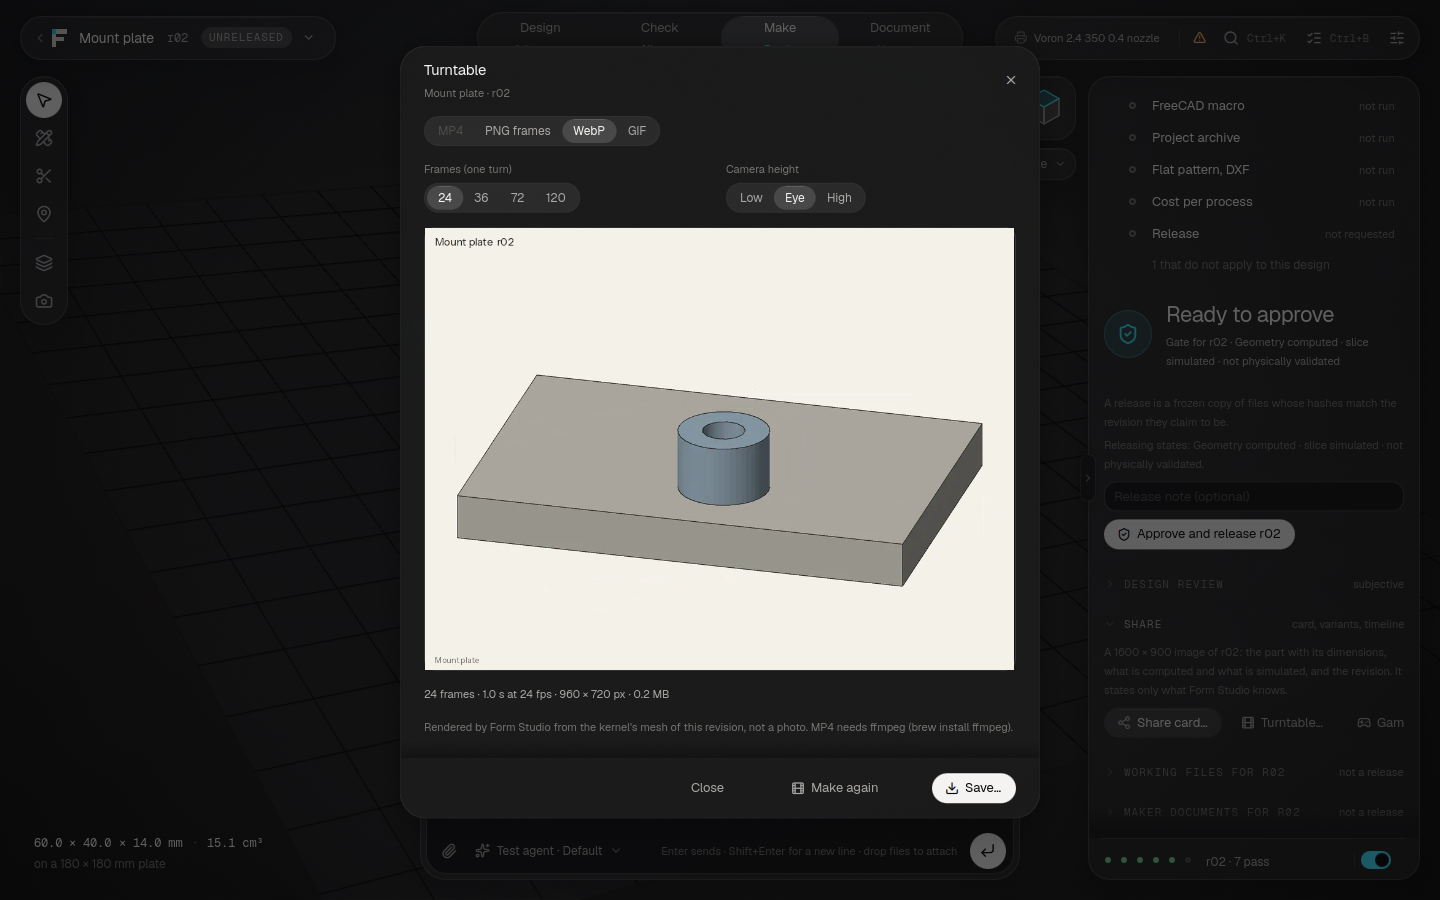 Mount plate r02 UNRELEASED
Design Check Make Document
Voron 2.4 350 0.4 nozzle Ctrl+K Ctrl+B
Turntable
Mount plate · r02
MP4 PNG frames WebP GIF
Frames (one turn)
24 36 72 120
Camera height
Low Eye High
Mount plate r02
Mount plate
24 frames · 1.0 s at 24 fps · 960 × 720 px · 0.2 MB
Rendered by Form Studio from the kernel's mesh of this revision, not a photo. MP4 needs ffmpeg (brew install ffmpeg).
Close Make again Save...
FreeCAD macro not run
Project archive not run
Flat pattern, DXF not run
Cost per process not run
Release not requested
1 that do not apply to this design
Ready to approve
Gate for r02 · Geometry computed · slice
simulated · not physically validated
A release is a frozen copy of files whose hashes match the
revision they claim to be.
Releasing states: Geometry computed · slice simulated · not
physically validated.
Release note (optional)
Approve and release r02
DESIGN REVIEW subjective
SHARE card, variants, timeline
A 1600 × 900 image of r02: the part with its dimensions,
what is computed and what is simulated, and the revision. It
states only what Form Studio knows.
Share card... Turntable... Gam
WORKING FILES FOR R02 not a release
MAKER DOCUMENTS FOR R02 not a release
r02 · 7 pass
60.0 × 40.0 × 14.0 mm · 15.1 cm³
on a 180 × 180 mm plate
Test agent · Default Enter sends · Shift+Enter for a new line · drop files to attach